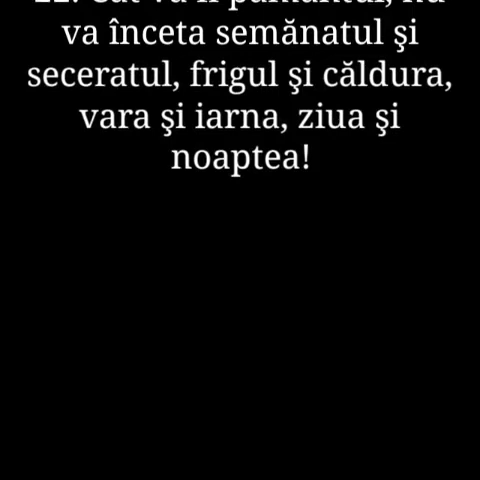 va înceta semănatul şi
seceratul, frigul şi căldura,
vara şi iarna, ziua şi
noaptea!